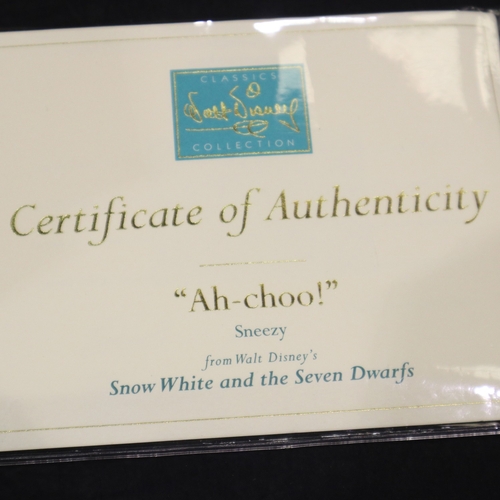 CLASSICS
Walt Disney
COLLECTION
Certificate of Authenticity
“Ah-choo!”
Sneezy
from Walt Disney's
Snow White and the Seven Dwarfs